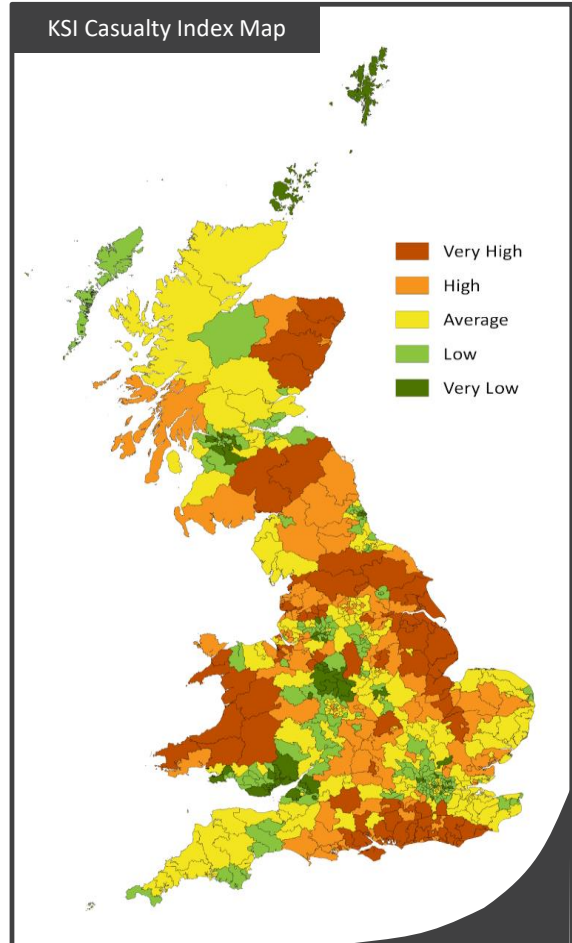 KSI Casualty Index Map
Very High
High
Average
Low
Very Low